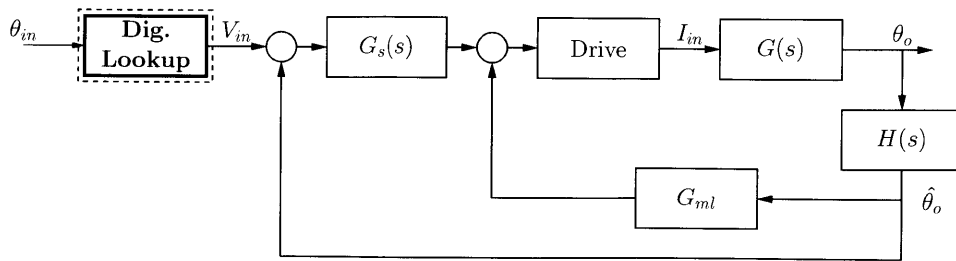 θ_in
Dig.
Lookup
V_in
G_s(s)
Drive
I_in
G(s)
θ_o
H(s)
G_ml
θ̂_o